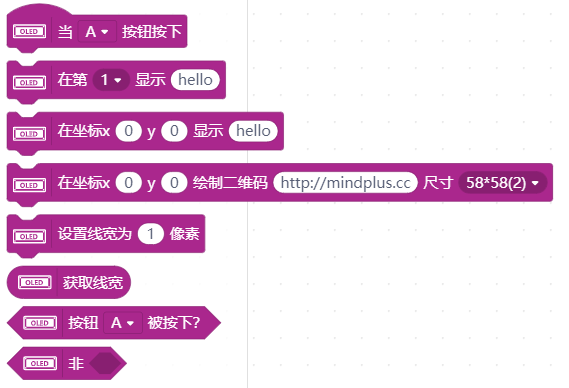 OLED 当 A 按钮按下
OLED 在第 1 显示 hello
OLED 在坐标x 0 y 0 显示 hello
OLED 在坐标x 0 y 0 绘制二维码 http://mindplus.cc 尺寸 58*58(2)
OLED 设置线宽为 1 像素
OLED 获取线宽
OLED 按钮 A 被按下?
OLED 非